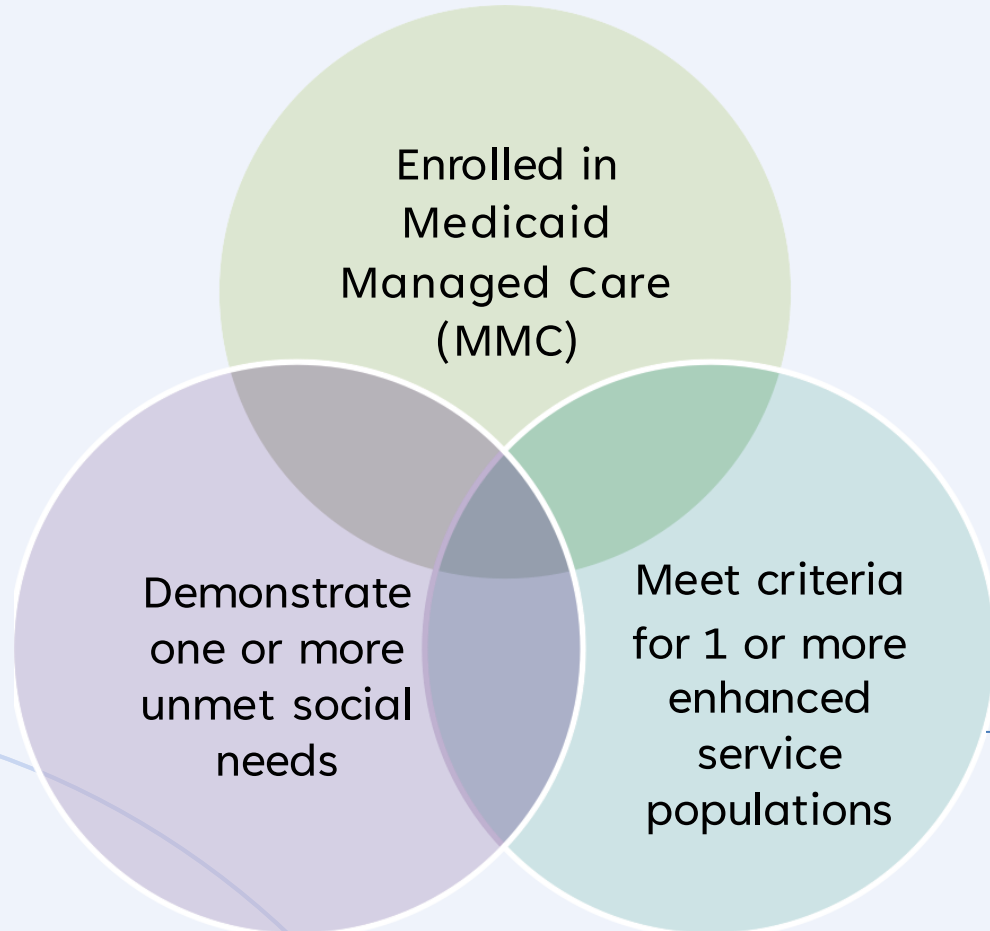 Enrolled in
Medicaid
Managed Care
(MMC)
Demonstrate
one or more
unmet social
needs
Meet criteria
for 1 or more
enhanced
service
populations